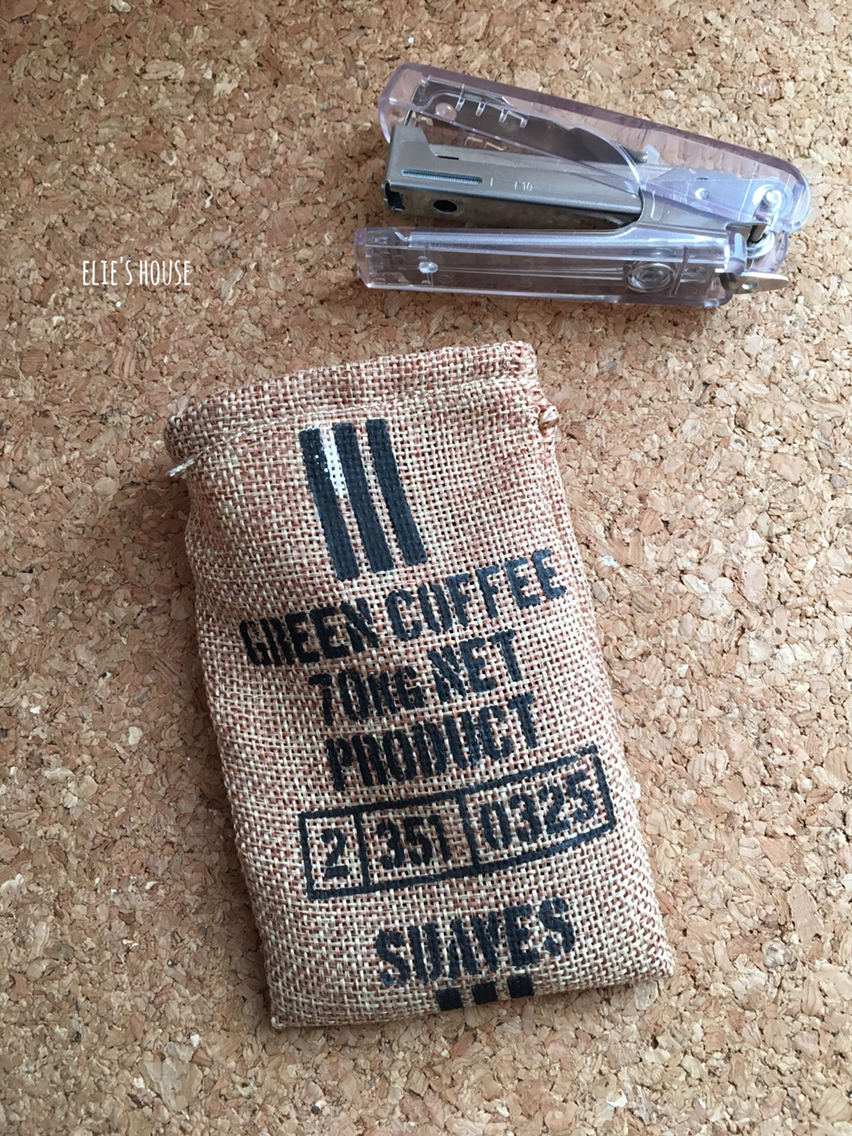 ELIE'S HOUSE
GREEN COFFEE
70KG NET
PRODUCT
2 351 0325
SUAVES